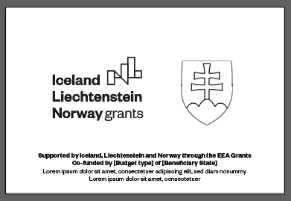 Iceland
Liechtenstein
Norway grants
Supported by Iceland, Liechtenstein and Norway through the EEA Grants
Co-funded by [Budget type] of [Beneficiary State]
Lorem ipsum dolor sit amet, consectetuer adipiscing elit, sed diam nonummy
Lorem ipsum dolor sit amet, consectetuer